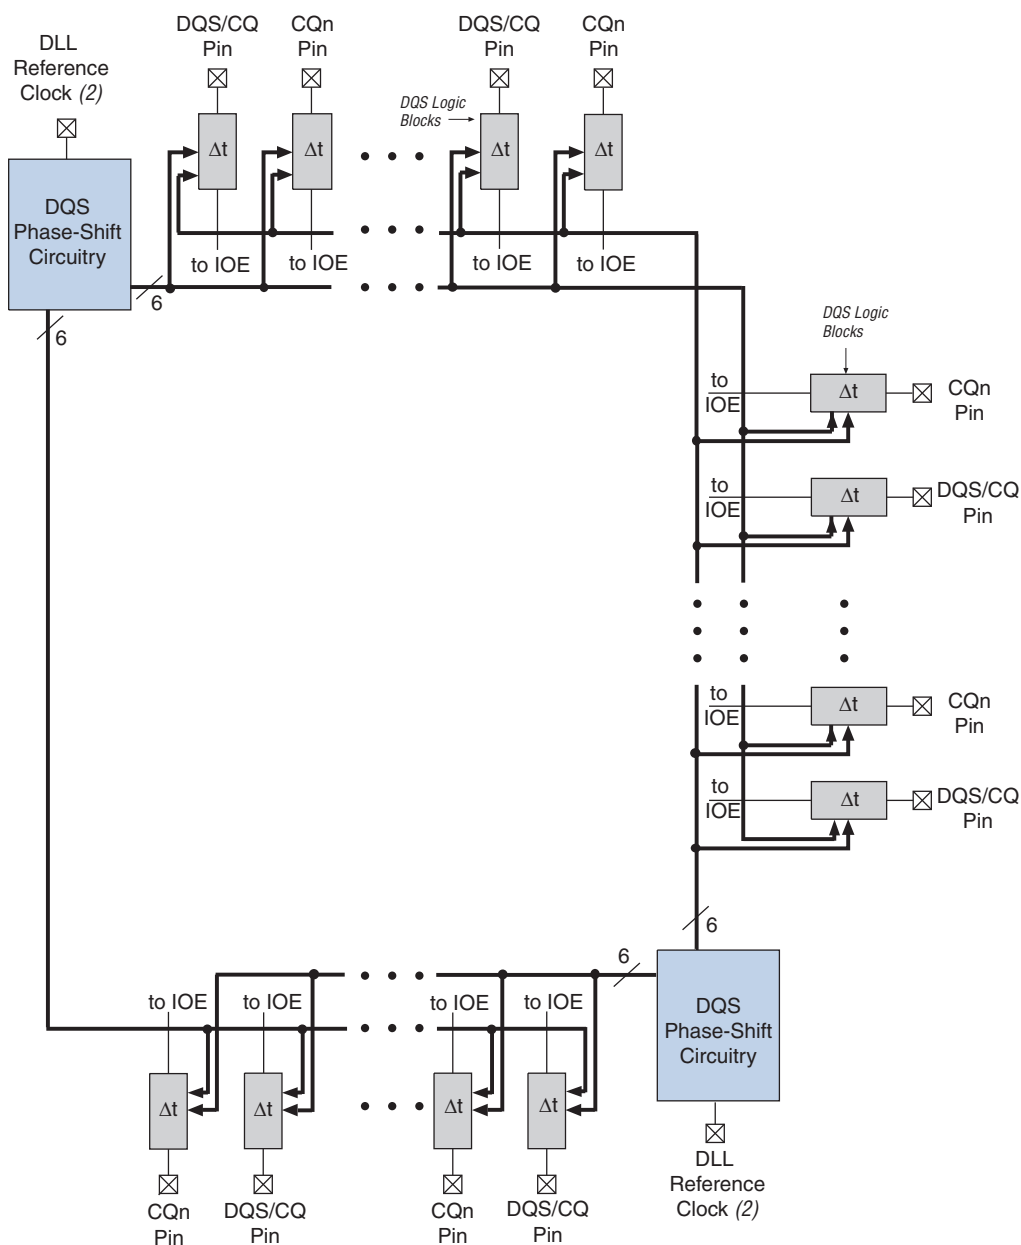 DQS/CQ
Pin
CQn
Pin
DQS/CQ
Pin
CQn
Pin
DLL
Reference
Clock (2)
DQS Logic
Blocks
Δt
Δt
Δt
Δt
DQS
Phase-Shift
Circuitry
to IOE
to IOE
to IOE
to IOE
6
6
DQS Logic
Blocks
to
IOE
Δt
CQn
Pin
to
IOE
Δt
DQS/CQ
Pin
to
IOE
Δt
CQn
Pin
to
IOE
Δt
DQS/CQ
Pin
6
6
to IOE
to IOE
to IOE
to IOE
DQS
Phase-Shift
Circuitry
Δt
Δt
Δt
Δt
CQn
Pin
DQS/CQ
Pin
CQn
Pin
DQS/CQ
Pin
DLL
Reference
Clock (2)